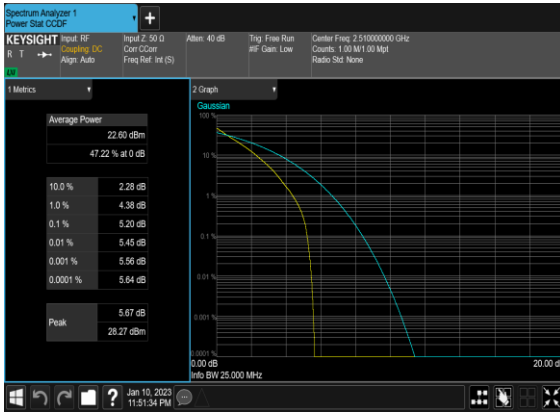 Spectrum Analyzer 1
Power Stat CCDF
KEYSIGHT
R T
LXI
Input: RF
Coupling: DC
Align: Auto
Input Z: 50 Ω
Corr CCorr
Freq Ref: Int (S)
Atten: 40 dB
Trig: Free Run
#IF Gain: Low
Center Freq: 2.510000000 GHz
Counts: 1.00 M/1.00 Mpt
Radio Std: None
1 Metrics
Average Power
22.60 dBm
47.22 % at 0 dB
10.0 % 2.28 dB
1.0 % 4.38 dB
0.1 % 5.20 dB
0.01 % 5.45 dB
0.001 % 5.56 dB
0.0001 % 5.64 dB
Peak
5.67 dB
28.27 dBm
2 Graph
Gaussian
100 %
10 %
1 %
0.1 %
0.01 %
0.001 %
0.0001 %
0.00 dB
20.00 d
Info BW 25.000 MHz
Jan 10, 2023
11:51:34 PM